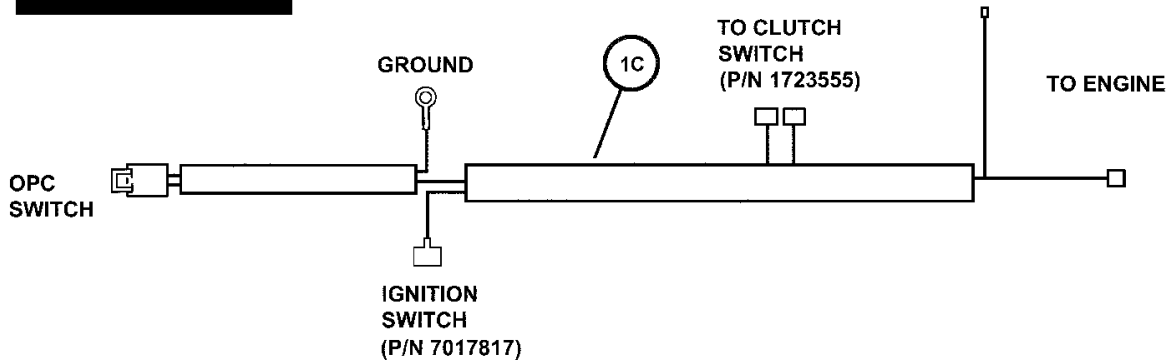 TO CLUTCH
SWITCH
(P/N 1723555)
GROUND
1C
TO ENGINE
OPC
SWITCH
IGNITION
SWITCH
(P/N 7017817)